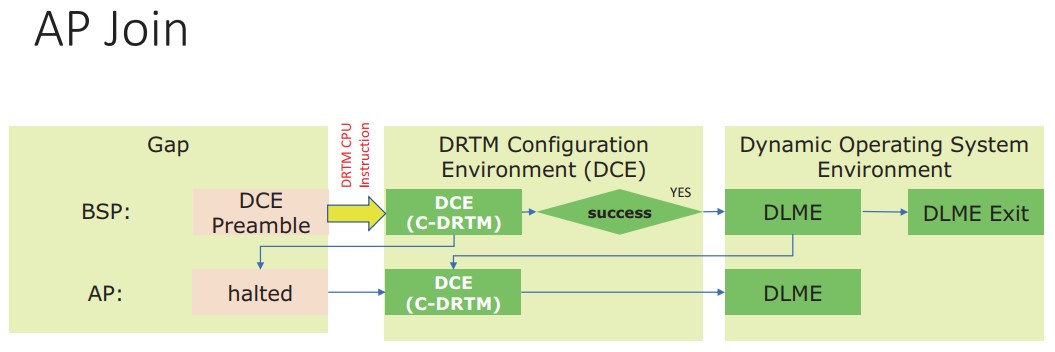 AP Join
Gap
DRTM CPU
Instruction
DRTM Configuration
Environment (DCE)
Dynamic Operating System
Environment
BSP:
DCE
Preamble
DCE
(C-DRTM)
success
YES
DLME
DLME Exit
AP:
halted
DCE
(C-DRTM)
DLME